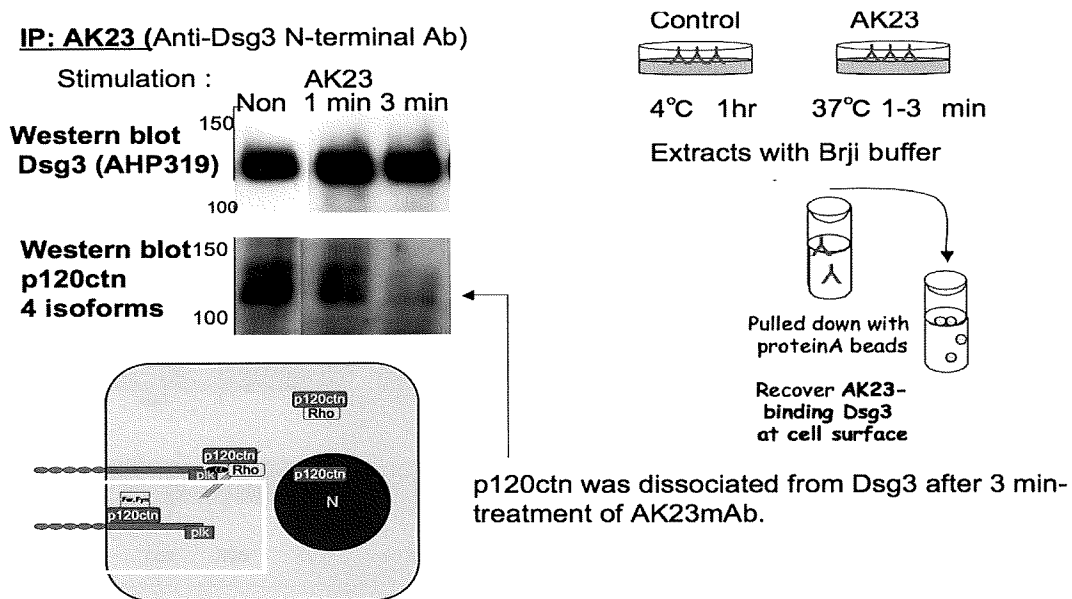 IP: AK23 (Anti-Dsg3 N-terminal Ab)
Stimulation :
AK23
Non 1 min 3 min
Western blot
Dsg3 (AHP319)
150
100
Western blot
p120ctn
4 isoforms
150
100
p120ctn
Rho
p120ctn
plk
Rho
p120ctn
N
p120ctn
plk
Control
AK23
4°C 1hr
37°C 1-3 min
Extracts with Brji buffer
Pulled down with
proteinA beads
Recover AK23-
binding Dsg3
at cell surface
p120ctn was dissociated from Dsg3 after 3 min-
treatment of AK23mAb.